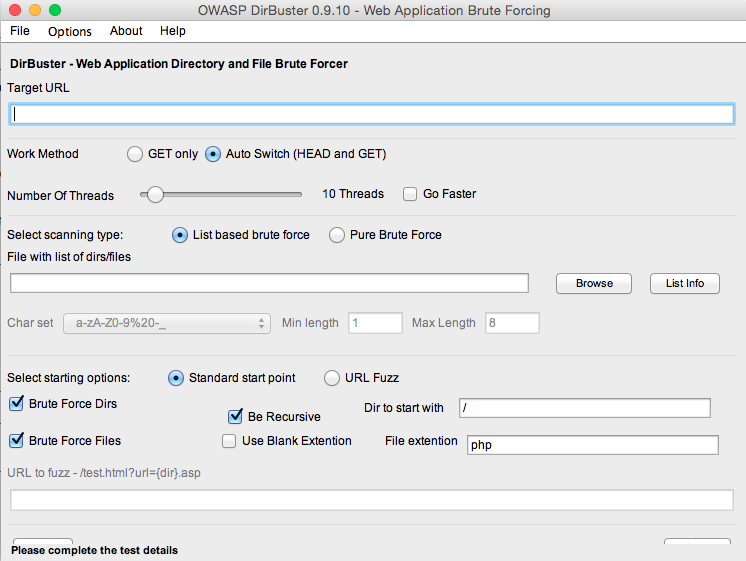 OWASP DirBuster 0.9.10 - Web Application Brute Forcing
File Options About Help
DirBuster - Web Application Directory and File Brute Forcer
Target URL
Work Method GET only Auto Switch (HEAD and GET)
Number Of Threads 10 Threads Go Faster
Select scanning type: List based brute force Pure Brute Force
File with list of dirs/files
Browse List Info
Char set a-zA-Z0-9%20-_ Min length 1 Max Length 8
Select starting options: Standard start point URL Fuzz
Brute Force Dirs Be Recursive Dir to start with /
Brute Force Files Use Blank Extention File extention php
URL to fuzz - /test.html?url={dir}.asp
Please complete the test details